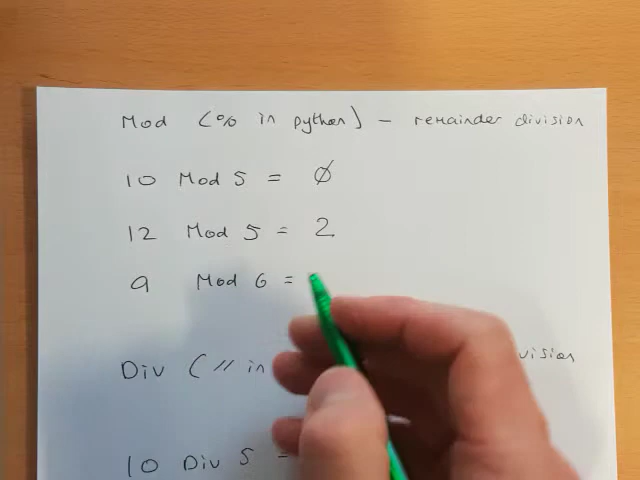 Mod (% in python) - remainder division
10 Mod 5 = 0
12 Mod 5 = 2
9 Mod 6 =
Div (// in
10 Div 5 =